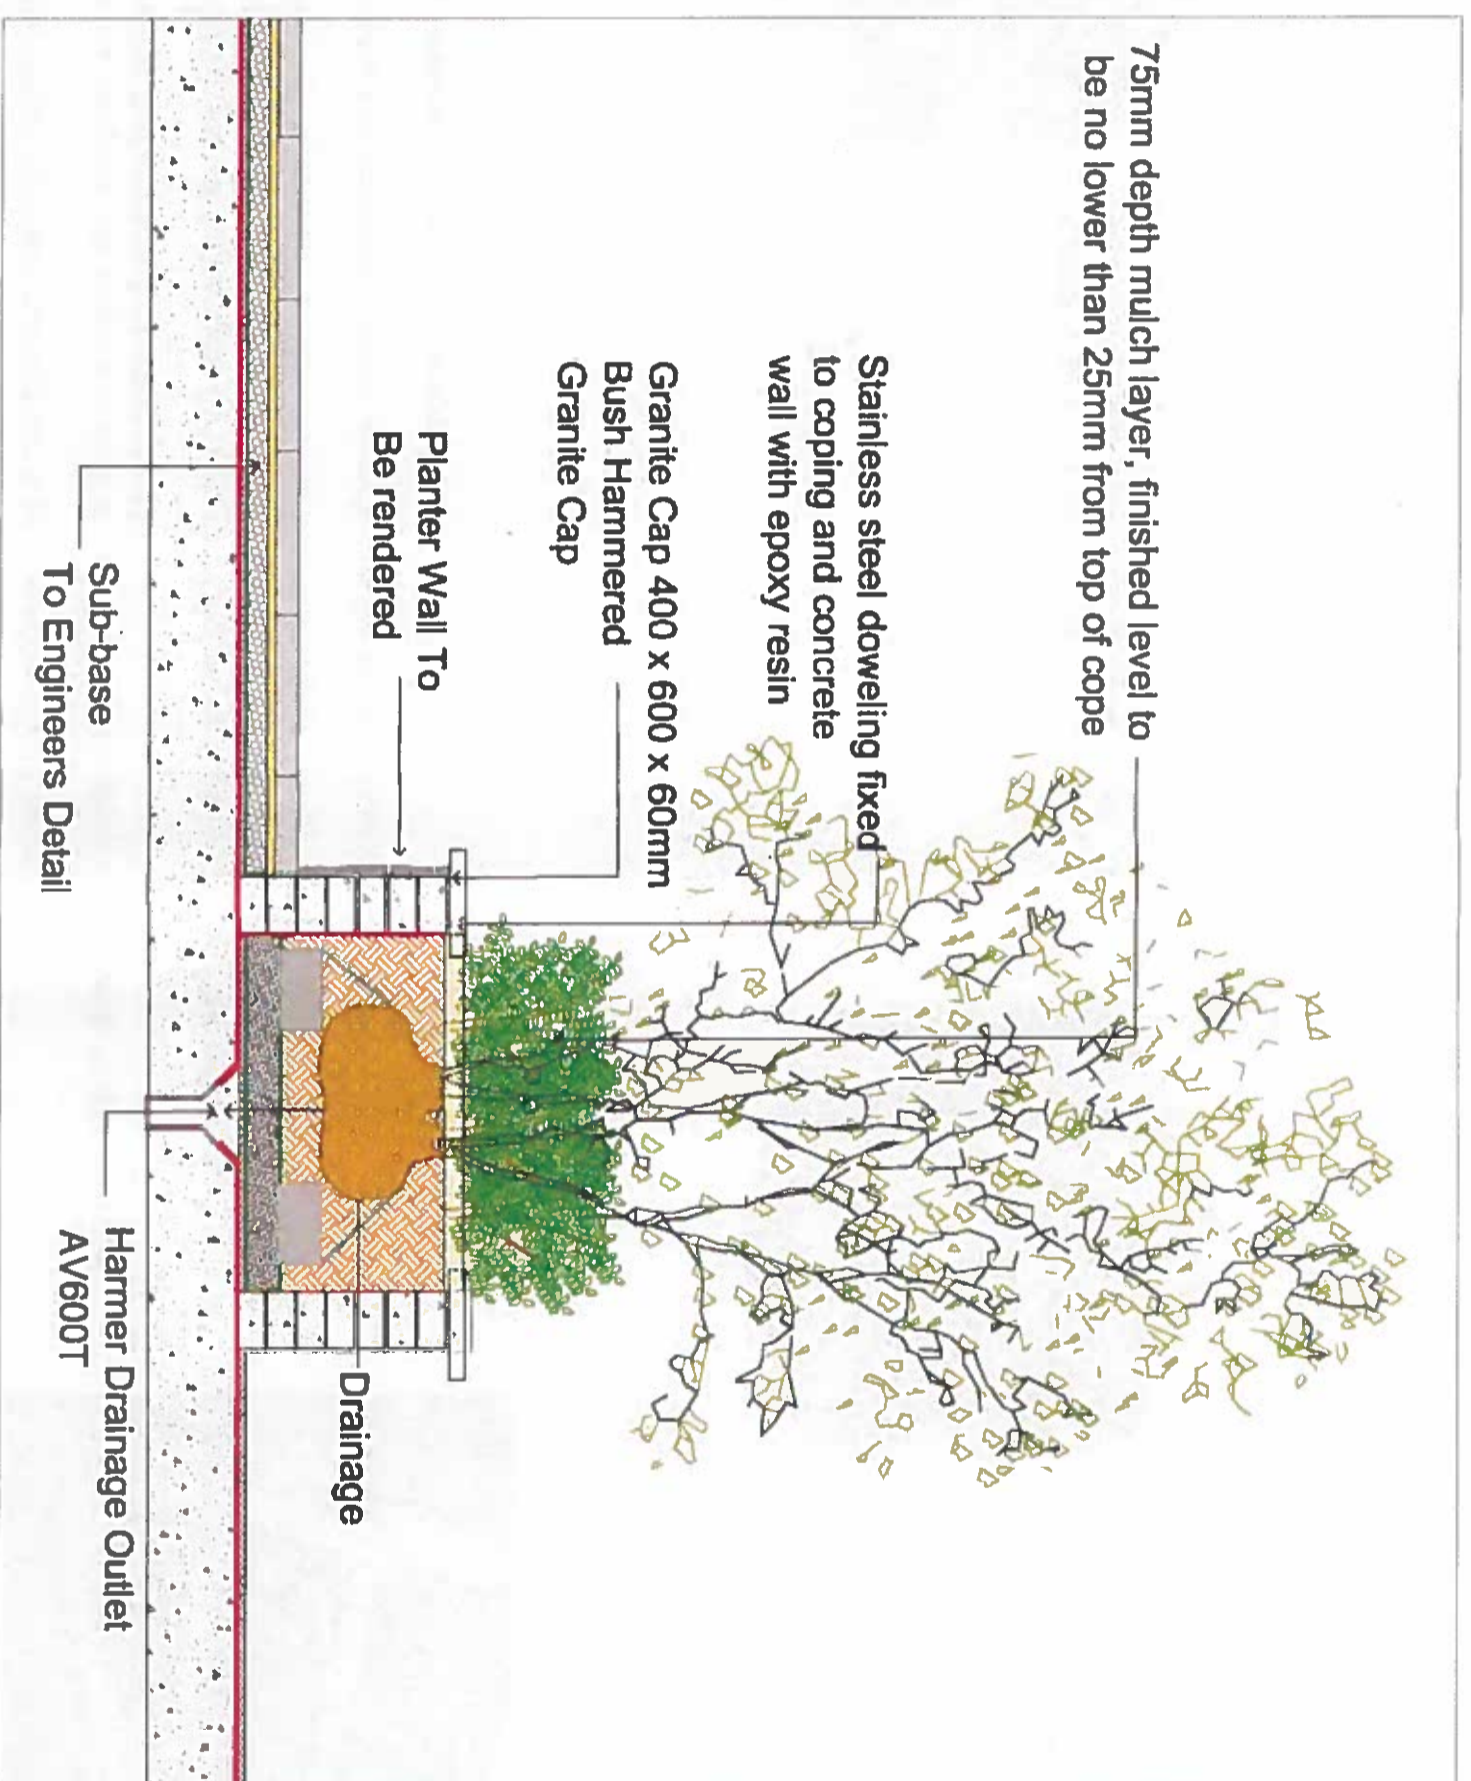 75mm depth mulch layer, finished level to
be no lower than 25mm from top of cope
Stainless steel doweling fixed
to coping and concrete
wall with epoxy resin
Granite Cap 400 x 600 x 60mm
Bush Hammered
Granite Cap
Planter Wall To
Be rendered
Drainage
Sub-base
To Engineers Detail
Harmer Drainage Outlet
AV600T